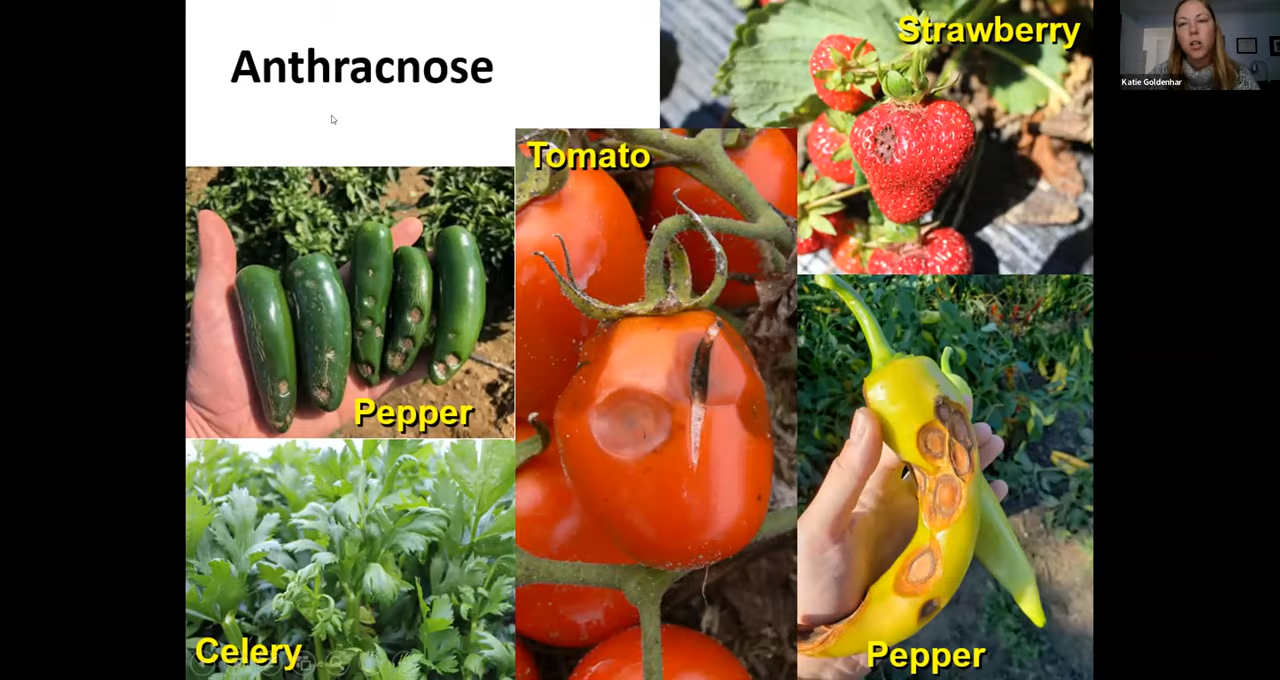 Anthracnose
Strawberry
Katie Goldenhar
Tomato
Pepper
Celery
Pepper